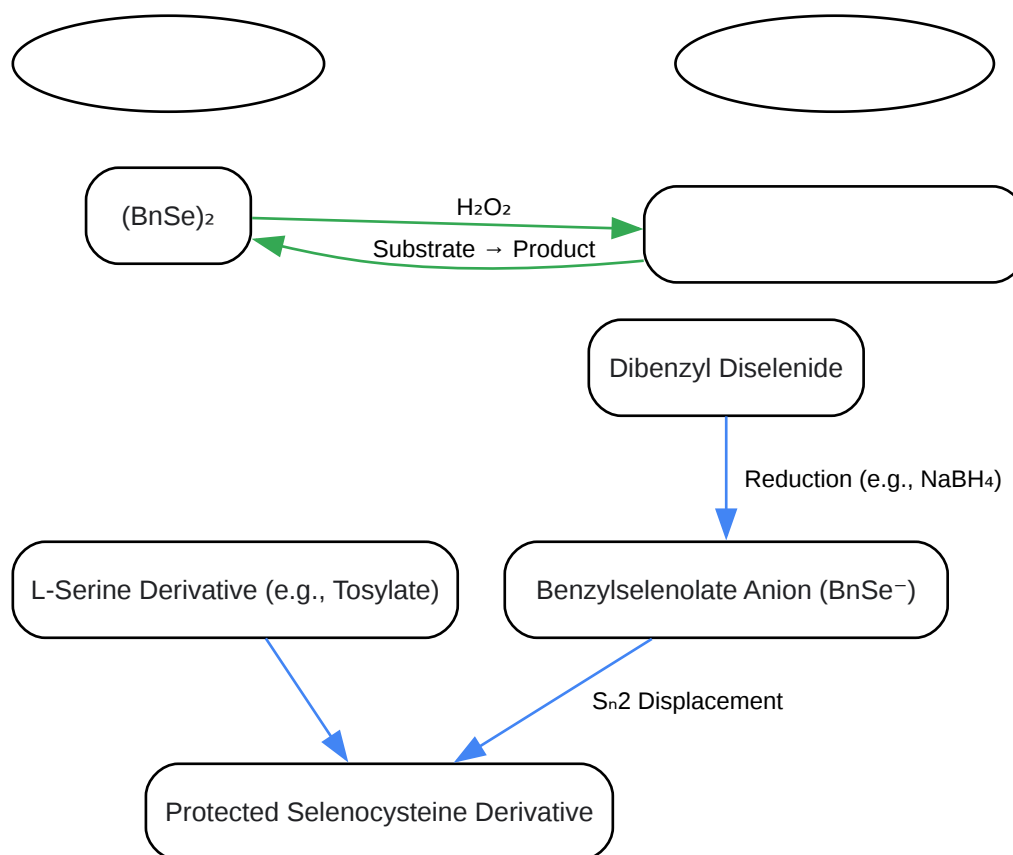 (BnSe)₂
H₂O₂
Substrate → Product
Dibenzyl Diselenide
Reduction (e.g., NaBH₄)
L-Serine Derivative (e.g., Tosylate)
Benzylselenolate Anion (BnSe⁻)
Sₙ2 Displacement
Protected Selenocysteine Derivative